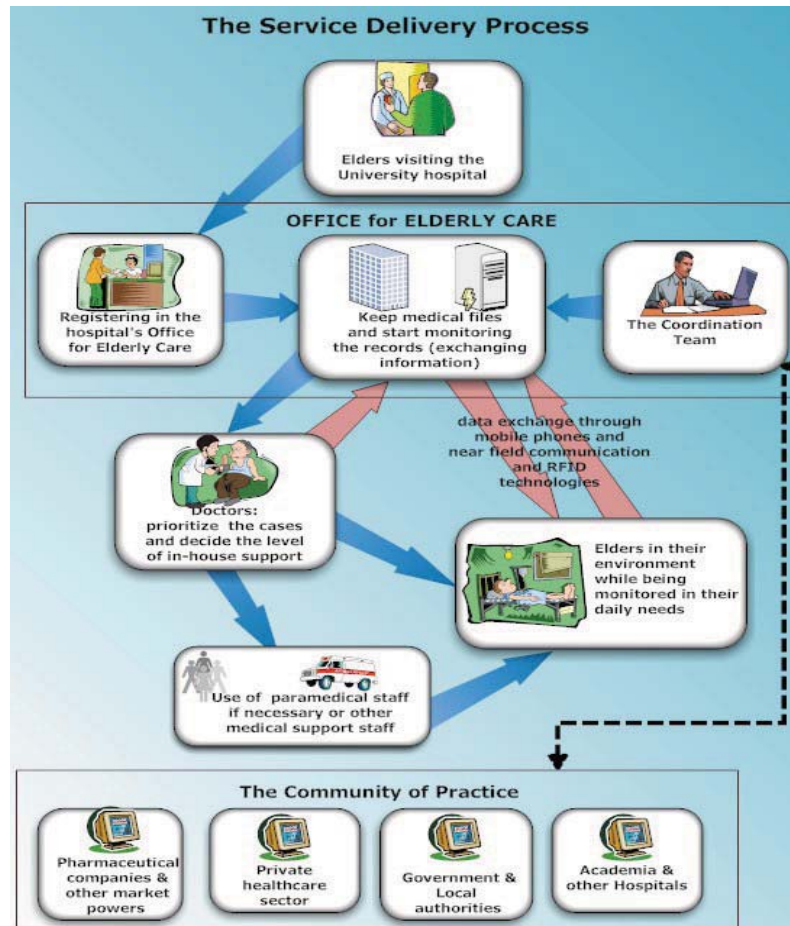 The Service Delivery Process
Elders visiting the
University hospital
OFFICE for ELDERLY CARE
Registering in the
hospital's Office
for Elderly Care
Keep medical files
and start monitoring
the records (exchanging
information)
The Coordination
Team
data exchange through
mobile phones and
near field communication
and RFID
technologies
Doctors:
prioritize the cases
and decide the level
of in-house support
Elders in their
environment
while being
monitored in their
daily needs
Use of paramedical staff
if necessary or other
medical support staff
The Community of Practice
Pharmaceutical
companies &
other market
powers
Private
healthcare
sector
Government &
Local
authorities
Academia &
other Hospitals